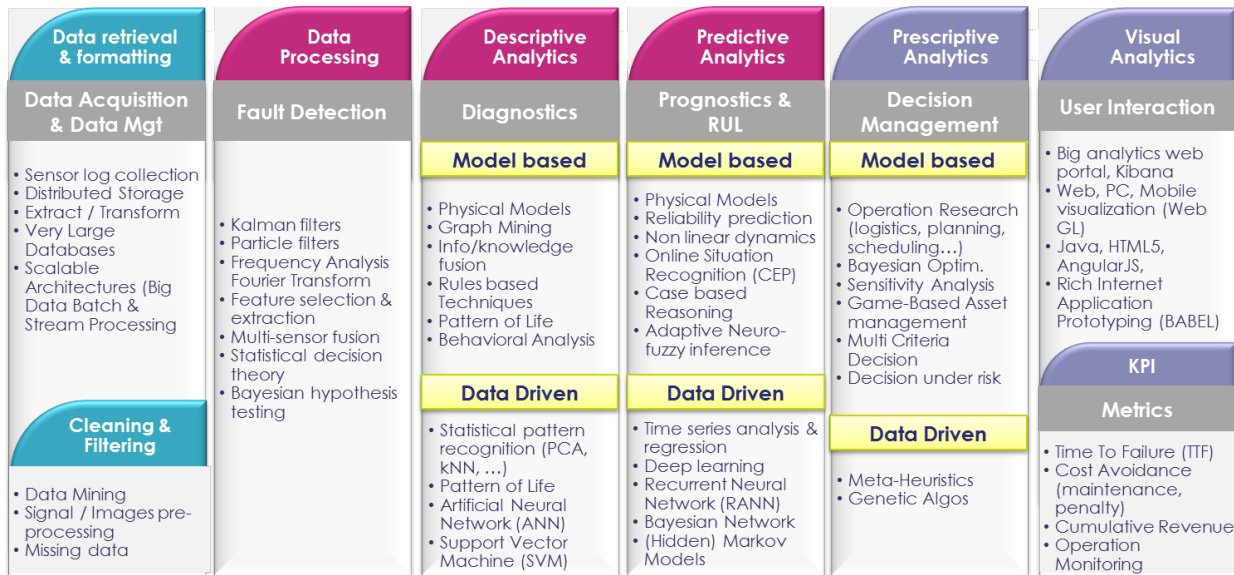 Data retrieval
& formatting
Data Acquisition
& Data Mgt
• Sensor log collection
• Distributed Storage
• Extract / Transform
• Very Large
Databases
• Scalable
Architectures (Big
Data Batch &
Stream Processing
Cleaning &
Filtering
• Data Mining
• Signal / Images pre-
processing
• Missing data
Data
Processing
Fault Detection
• Kalman filters
• Particle filters
• Frequency Analysis
Fourier Transform
• Feature selection &
extraction
• Multi-sensor fusion
• Statistical decision
theory
• Bayesian hypothesis
testing
Descriptive
Analytics
Diagnostics
Model based
• Physical Models
• Graph Mining
• Info/knowledge
fusion
• Rules based
Techniques
• Pattern of Life
• Behavioral Analysis
Data Driven
• Statistical pattern
recognition (PCA,
kNN, …)
• Pattern of Life
• Artificial Neural
Network (ANN)
• Support Vector
Machine (SVM)
Predictive
Analytics
Prognostics &
RUL
Model based
• Physical Models
• Reliability prediction
• Non linear dynamics
• Online Situation
Recognition (CEP)
• Case based
Reasoning
• Adaptive Neuro-
fuzzy inference
Data Driven
• Time series analysis &
regression
• Deep learning
• Recurrent Neural
Network (RANN)
• Bayesian Network
• (Hidden) Markov
Models
Prescriptive
Analytics
Decision
Management
Model based
• Operation Research
(logistics, planning,
scheduling…)
• Bayesian Optim.
• Sensitivity Analysis
• Game-Based Asset
management
• Multi Criteria
Decision
• Decision under risk
Data Driven
• Meta-Heuristics
• Genetic Algos
Visual
Analytics
User Interaction
• Big analytics web
portal, Kibana
• Web, PC, Mobile
visualization (Web
GL)
• Java, HTML5,
AngularJS,
• Rich Internet
Application
Prototyping (BABEL)
KPI
Metrics
• Time To Failure (TTF)
• Cost Avoidance
(maintenance,
penalty)
• Cumulative Revenue
• Operation
Monitoring